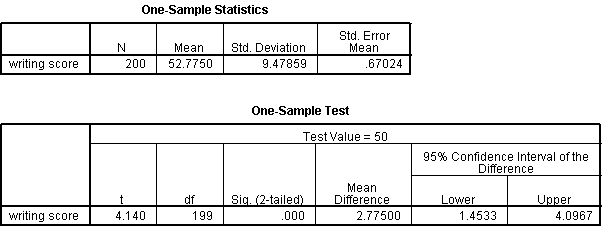 One-Sample Statistics
N Mean Std. Deviation Std. Error Mean
writing score 200 52.7750 9.47859 .67024
One-Sample Test
Test Value = 50
t df Sig. (2-tailed) Mean Difference 95% Confidence Interval of the Difference
Lower Upper
writing score 4.140 199 .000 2.77500 1.4533 4.0967